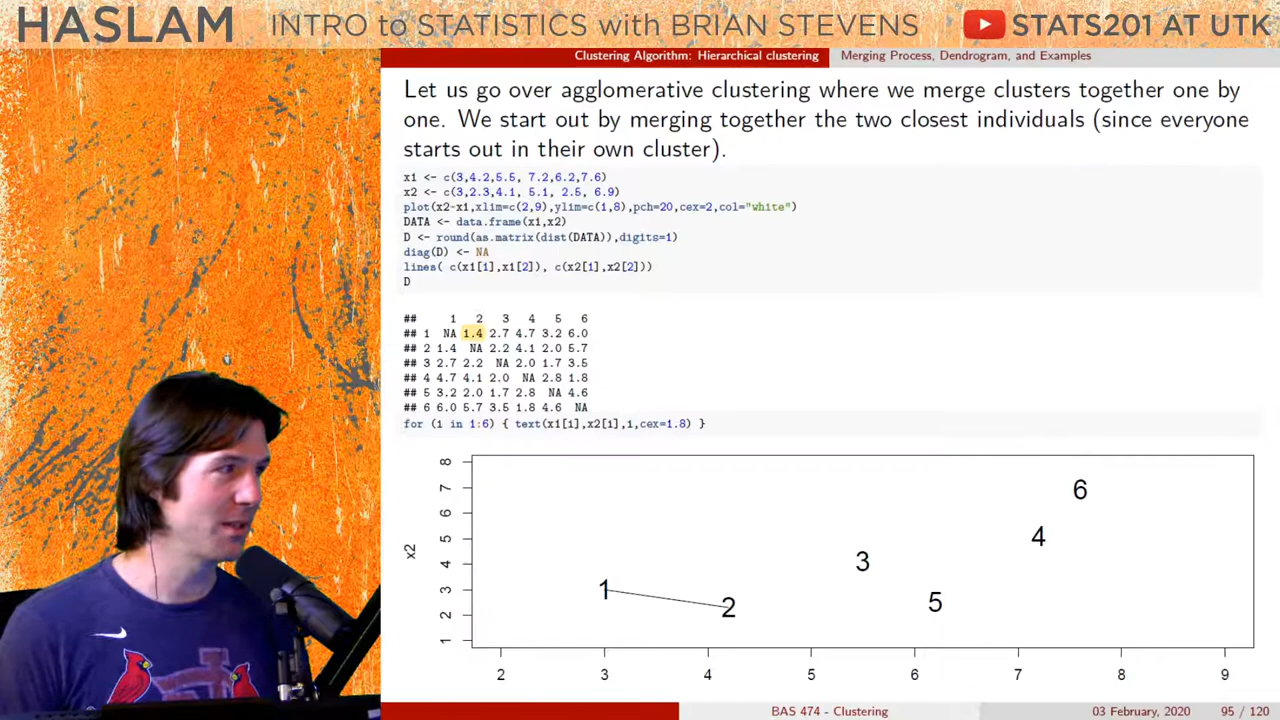 HASLAM INTRO to STATISTICS with BRIAN STEVENS STATS201 AT UTK
Clustering Algorithm: Hierarchical clustering Merging Process, Dendrogram, and Examples
Let us go over agglomerative clustering where we merge clusters together one by
one. We start out by merging together the two closest individuals (since everyone
starts out in their own cluster).
x1 <- c(3,4.2,5.5, 7.2,6.2,7.6)
x2 <- c(3,2.3,4.1, 5.1, 2.5, 6.9)
plot(x2~x1,xlim=c(2,9),ylim=c(1,8),pch=20,cex=2,col="white")
DATA <- data.frame(x1,x2)
D <- round(as.matrix(dist(DATA)),digits=1)
diag(D) <- NA
lines( c(x1[1],x1[2]), c(x2[1],x2[2]))
D
## 1 2 3 4 5 6
## 1 NA 1.4 2.7 4.7 3.2 6.0
## 2 1.4 NA 2.2 4.1 2.0 5.7
## 3 2.7 2.2 NA 2.0 1.7 3.5
## 4 4.7 4.1 2.0 NA 2.8 1.8
## 5 3.2 2.0 1.7 2.8 NA 4.6
## 6 6.0 5.7 3.5 1.8 4.6 NA
for (i in 1:6) { text(x1[i],x2[i],i,cex=1.8) }
x2
8
7
6
5
4
3
2
1
6
4
3
1
2
5
2 3 4 5 6 7 8 9
BAS 474 - Clustering 03 February, 2020 95 / 120